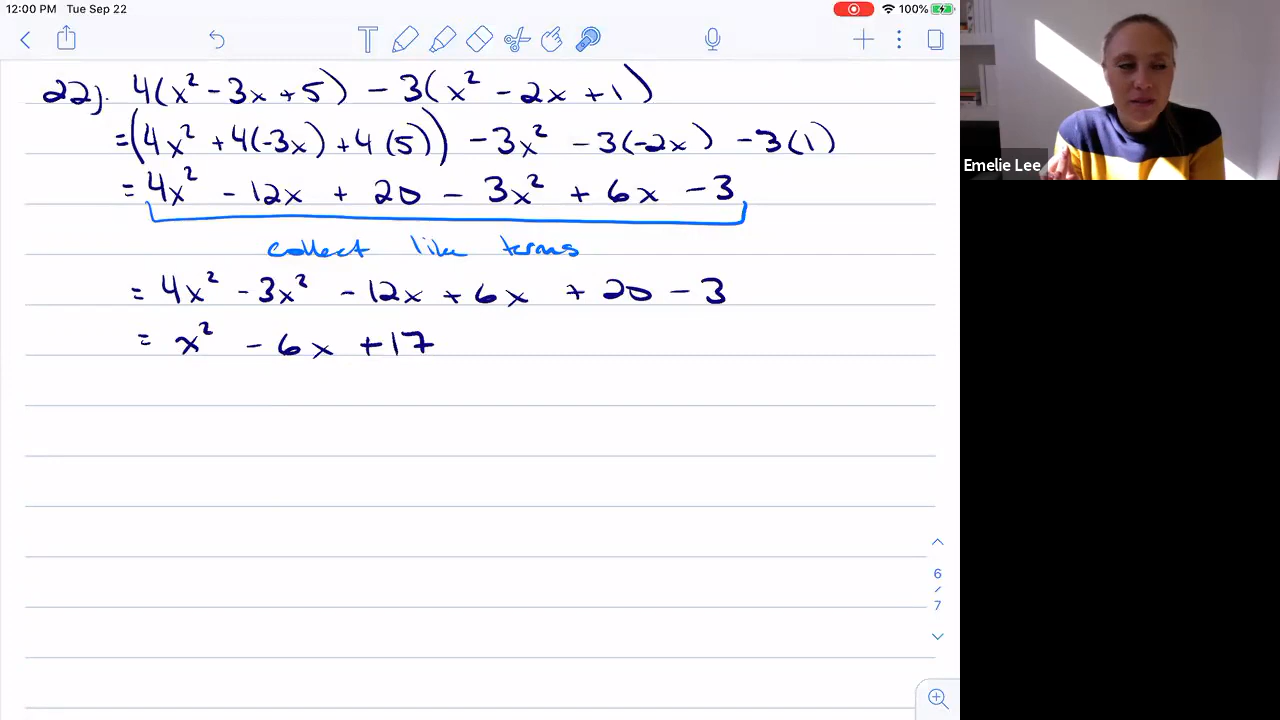 12:00 PM Tue Sep 22
100%
22j. 4(x² - 3x + 5) - 3(x² - 2x + 1)
= (4x² + 4(-3x) + 4(5)) - 3x² - 3(-2x) - 3(1)
= 4x² - 12x + 20 - 3x² + 6x - 3
collect like terms
= 4x² - 3x² - 12x + 6x + 20 - 3
= x² - 6x + 17
Emelie Lee
6
/
7